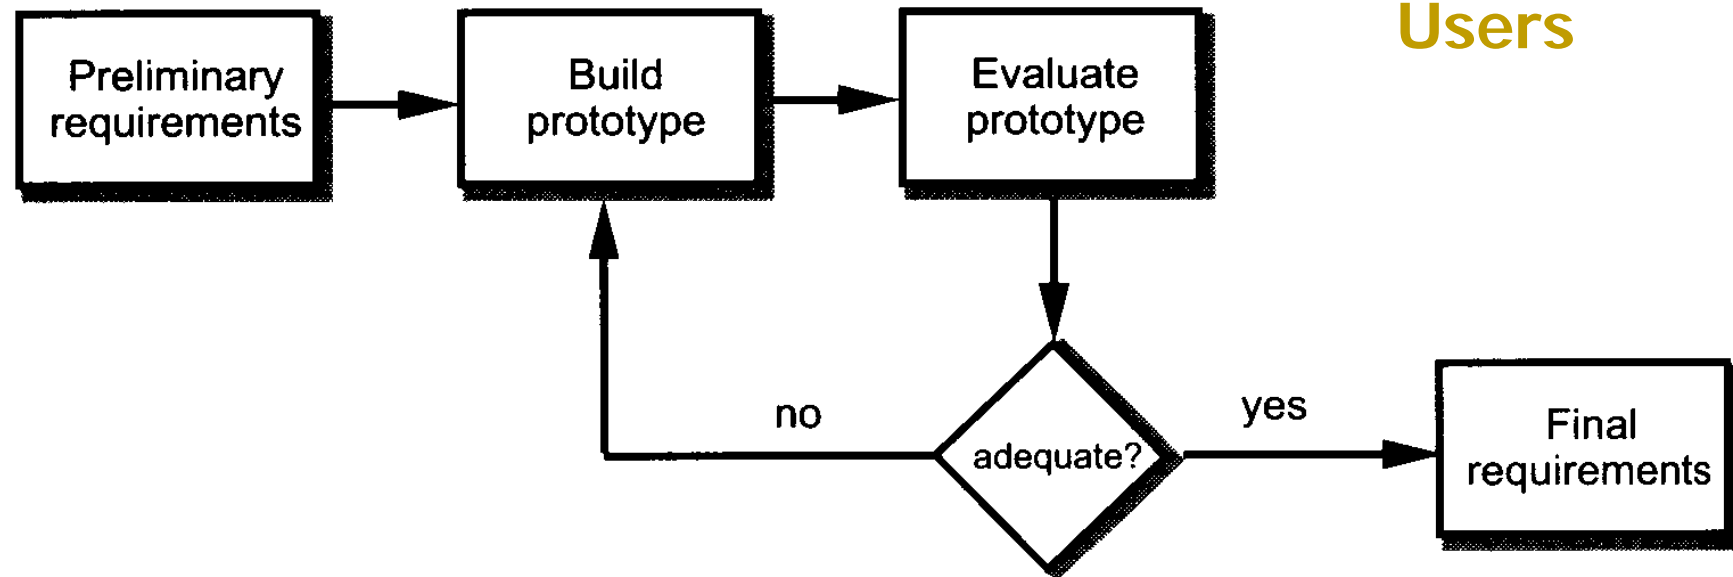 Users
Preliminary
requirements
Build
prototype
Evaluate
prototype
no
adequate?
yes
Final
requirements